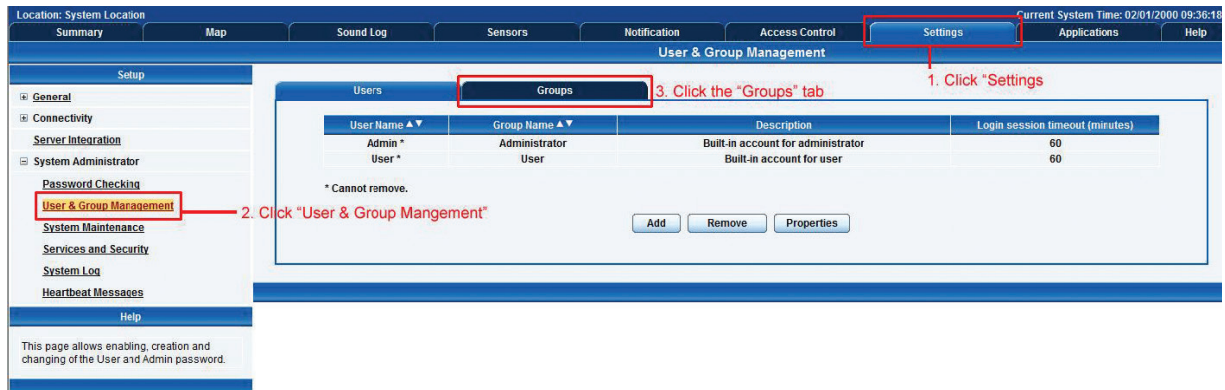 Location: System Location
Current System Time: 02/01/2000 09:36:18
Summary Map Sound Log Sensors Notification Access Control Settings Applications Help
User & Group Management
Setup
General
Connectivity
Server Integration
System Administrator
Password Checking
User & Group Management
System Maintenance
Services and Security
System Log
Heartbeat Messages
Help
This page allows enabling, creation and
changing of the User and Admin password.
1. Click "Settings
2. Click "User & Group Mangement"
3. Click the "Groups" tab
Users Groups
User Name ▲▼ Group Name ▲▼ Description Login session timeout (minutes)
Admin * Administrator Built-in account for administrator 60
User * User Built-in account for user 60
* Cannot remove.
Add Remove Properties